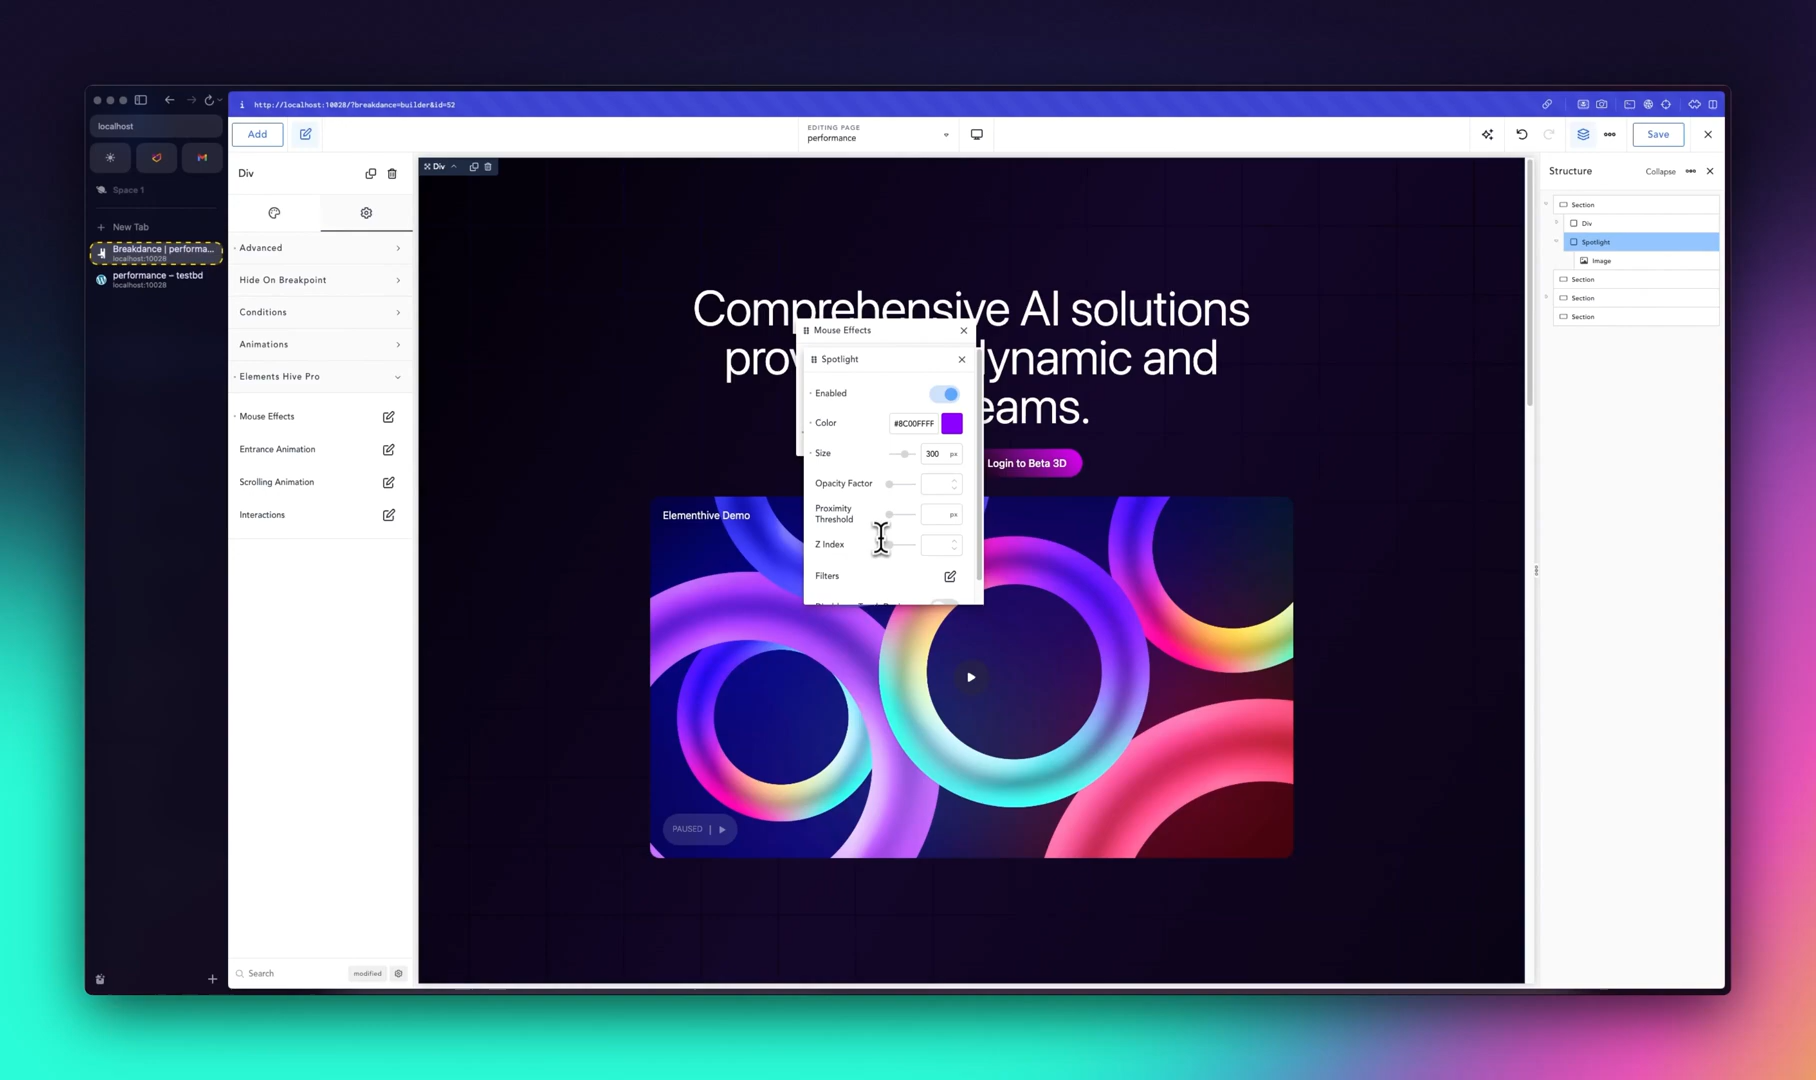 localhost
Space 1
New Tab
Breakdance | performa...
localhost:10028
performance – testbd
localhost:10028
http://localhost:10028/?breakdance=builder&id=52
Add
EDITING PAGE
performance
Save
Div
Advanced
Hide On Breakpoint
Conditions
Animations
Elements Hive Pro
Mouse Effects
Entrance Animation
Scrolling Animation
Interactions
Search
modified
Div
Comprehensive AI solutions
dynamic and
eams.
Login to Beta 3D
Mouse Effects
Spotlight
Enabled
Color
#8C00FFFF
Size
300 px
Opacity Factor
Proximity
Threshold
px
Z Index
Filters
Elementhive Demo
PAUSED |
Structure
Collapse
Section
Div
Spotlight
Image
Section
Section
Section